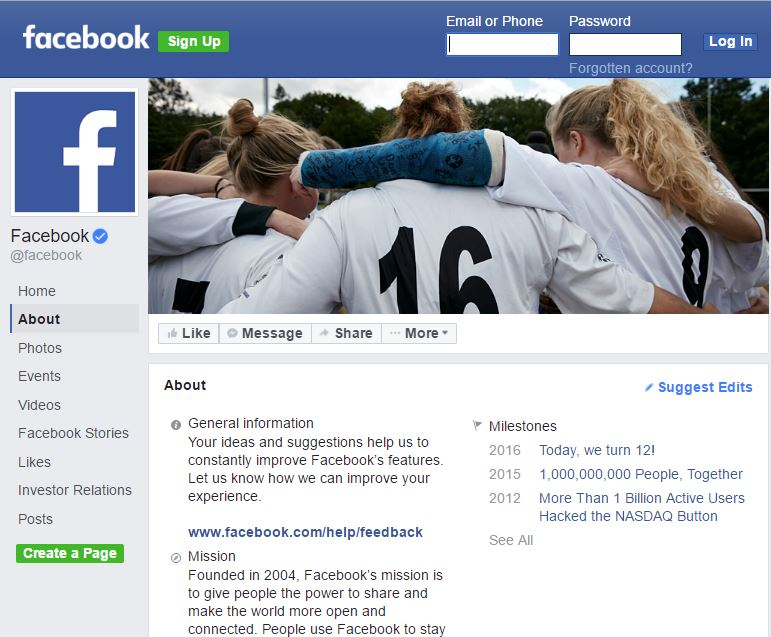 facebook
Sign Up
Email or Phone
Password
Log In
Forgotten account?
Facebook
@facebook
Home
About
Photos
Events
Videos
Facebook Stories
Likes
Investor Relations
Posts
Create a Page
16
Like
Message
Share
More
About
Suggest Edits
General information
Your ideas and suggestions help us to
constantly improve Facebook's features.
Let us know how we can improve your
experience.
www.facebook.com/help/feedback
Mission
Founded in 2004, Facebook's mission is
to give people the power to share and
make the world more open and
connected. People use Facebook to stay
Milestones
2016 Today, we turn 12!
2015 1,000,000,000 People, Together
2012 More Than 1 Billion Active Users
Hacked the NASDAQ Button
See All